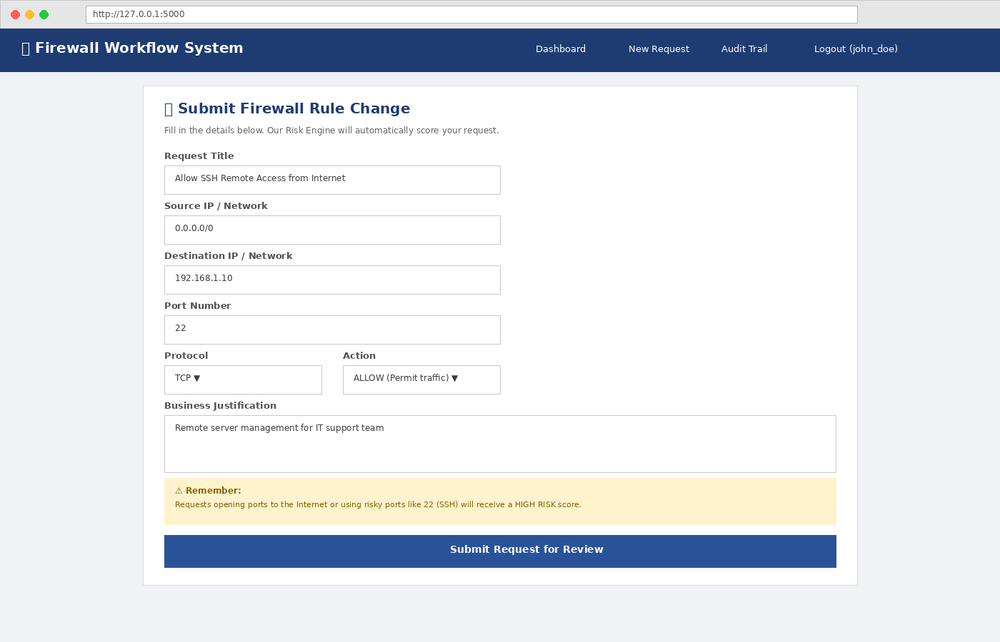 http://127.0.0.1:5000
Firewall Workflow System
Dashboard New Request Audit Trail Logout (john_doe)
Submit Firewall Rule Change
Fill in the details below. Our Risk Engine will automatically score your request.
Request Title
Allow SSH Remote Access from Internet
Source IP / Network
0.0.0.0/0
Destination IP / Network
192.168.1.10
Port Number
22
Protocol Action
TCP ▼ ALLOW (Permit traffic) ▼
Business Justification
Remote server management for IT support team
⚠ Remember:
Requests opening ports to the Internet or using risky ports like 22 (SSH) will receive a HIGH RISK score.
Submit Request for Review